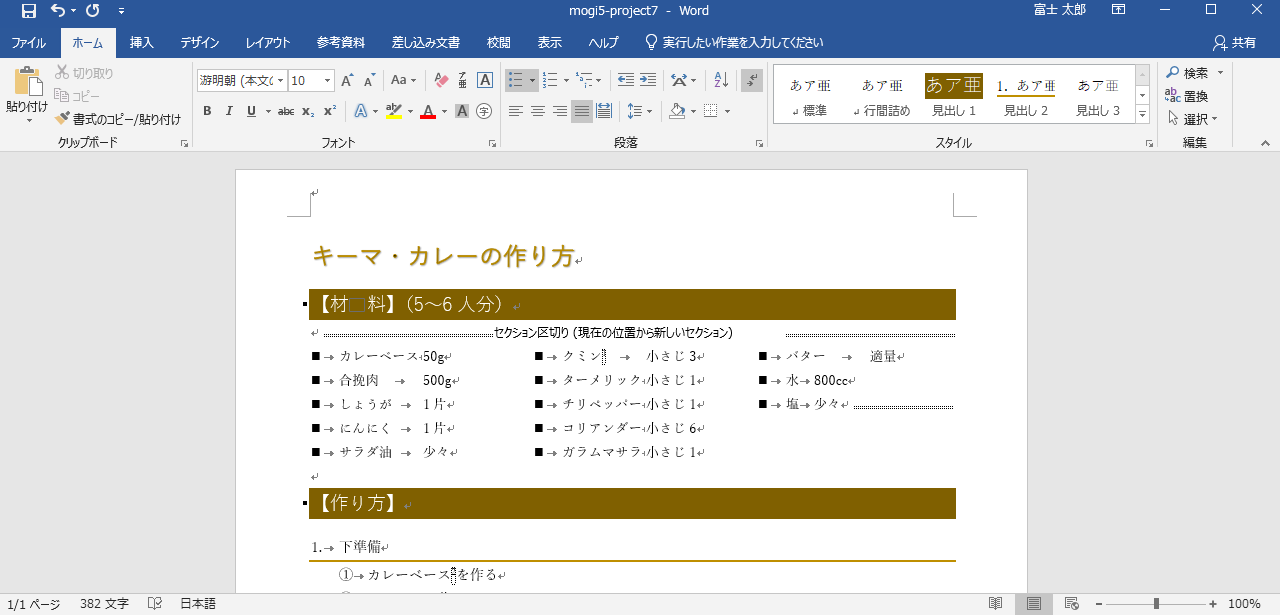 mogi5-project7 - Word
富士 太郎
ファイル ホーム 挿入 デザイン レイアウト 参考資料 差し込み文書 校閲 表示 ヘルプ 実行したい作業を入力してください 共有
貼り付け
切り取り
コピー
書式のコピー/貼り付け
クリップボード
游明朝 (本文の 10
フォント
段落
あア亜 あア亜 あア亜 1. あア亜 あア亜
標準 行間詰め 見出し 1 見出し 2 見出し 3
スタイル
検索
置換
選択
編集
キーマ・カレーの作り方
【材□料】（5～6 人分）
セクション区切り (現在の位置から新しいセクション)
■ カレーベース 50g
■ 合挽肉 500g
■ しょうが 1 片
■ にんにく 1 片
■ サラダ油 少々
■ クミン 小さじ 3
■ ターメリック 小さじ 1
■ チリペッパー 小さじ 1
■ コリアンダー 小さじ 6
■ ガラムマサラ 小さじ 1
■ バター 適量
■ 水 800cc
■ 塩 少々
【作り方】
1. 下準備
① カレーベースを作る
1/1 ページ 382 文字 日本語 100%